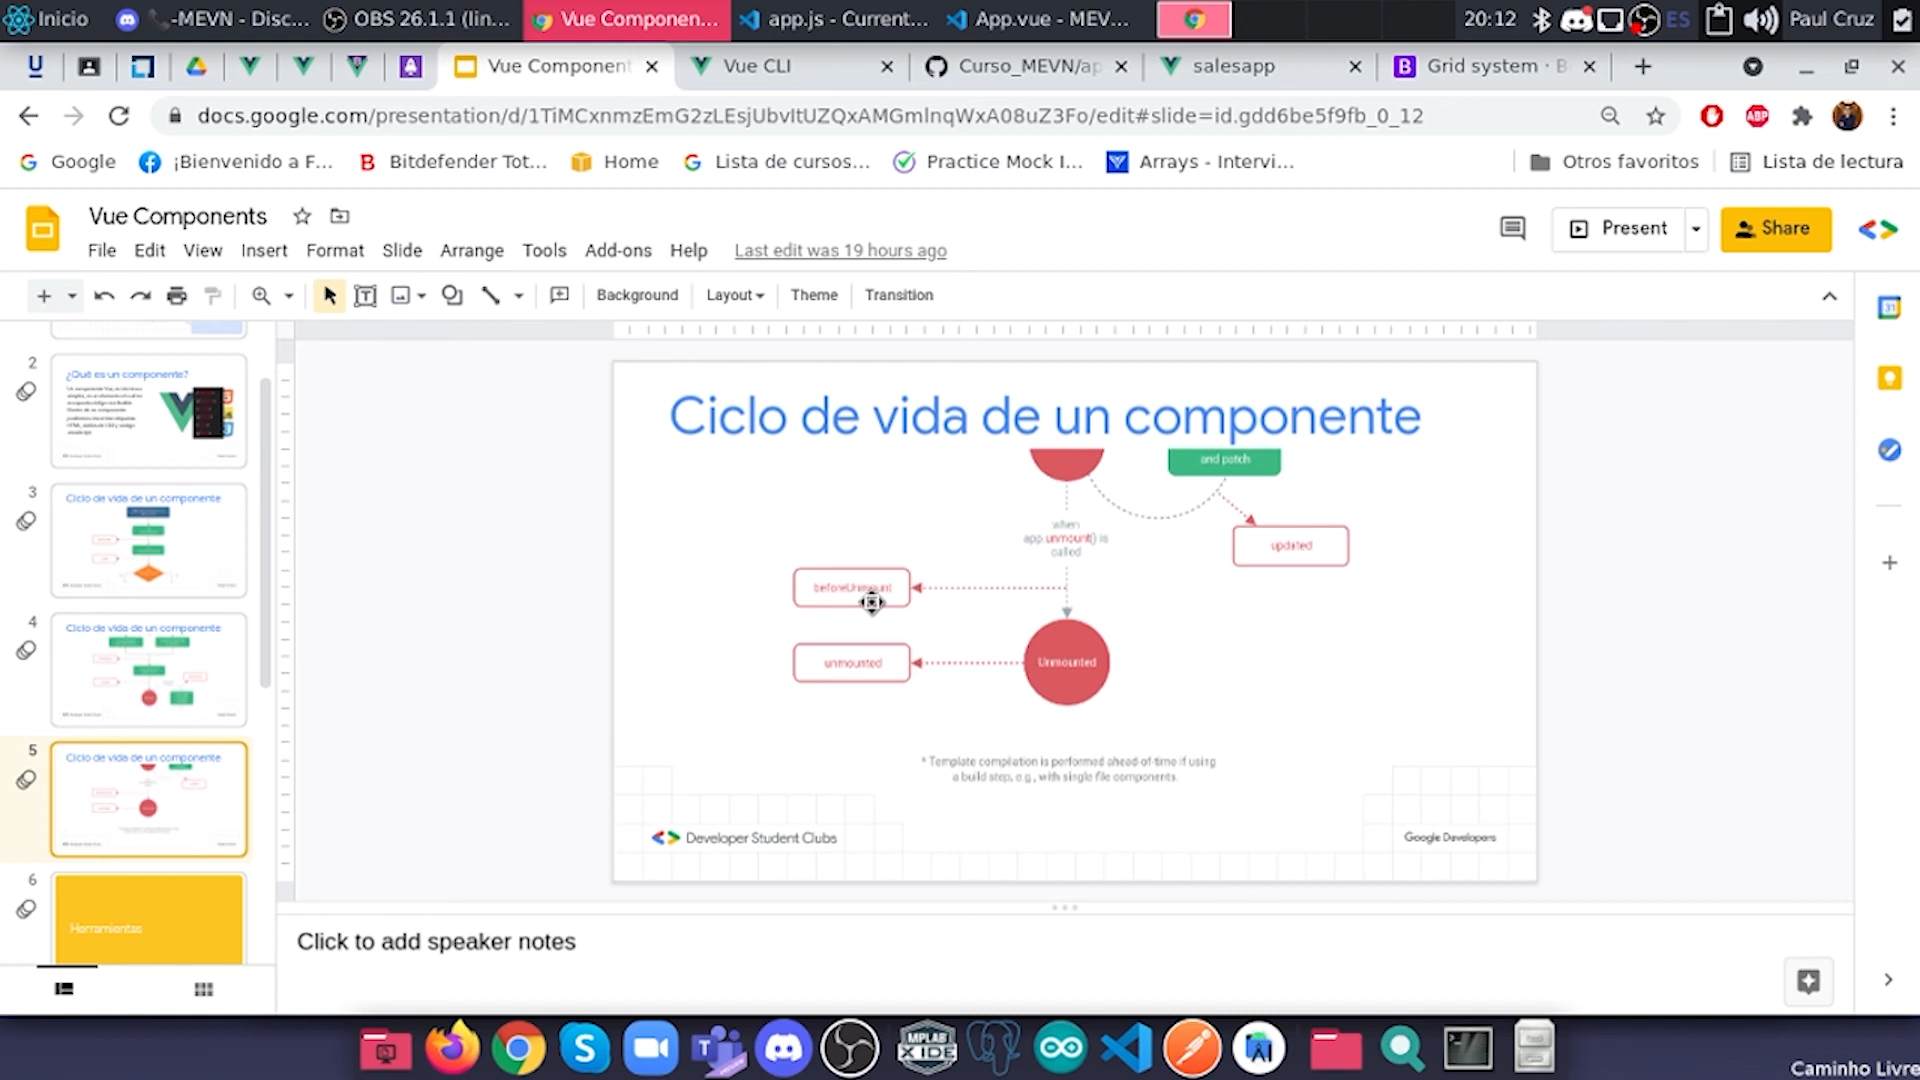 Inicio
-MEVN - Disc...
OBS 26.1.1 (lin...
Vue Componen...
app.js - Current...
App.vue - MEV...
20:12
ES
Paul Cruz
Vue Component
Vue CLI
Curso_MEVN/ap
salesapp
Grid system · B
docs.google.com/presentation/d/1TiMCxnmzEmG2zLEsjUbvItUZQxAMGmlnqWxA08uZ3Fo/edit#slide=id.gdd6be5f9fb_0_12
ABP
Google
¡Bienvenido a F...
Bitdefender Tot...
Home
Lista de cursos...
Practice Mock I...
Arrays - Intervi...
Otros favoritos
Lista de lectura
Vue Components
Present
Share
File Edit View Insert Format Slide Arrange Tools Add-ons Help
Last edit was 19 hours ago
Background
Layout
Theme
Transition
31
2
¿Qué es un componente?
3
Ciclo de vida de un componente
4
Ciclo de vida de un componente
5
Ciclo de vida de un componente
6
Herramientas
Ciclo de vida de un componente
and patch
when
app.unmount() is
called
updated
beforeUnmount
unmounted
Unmounted
* Template compilation is performed ahead-of-time if using
a build step, e.g., with single file components.
Developer Student Clubs
Google Developers
Click to add speaker notes
MPLAB
X IDE
Caminho Livre